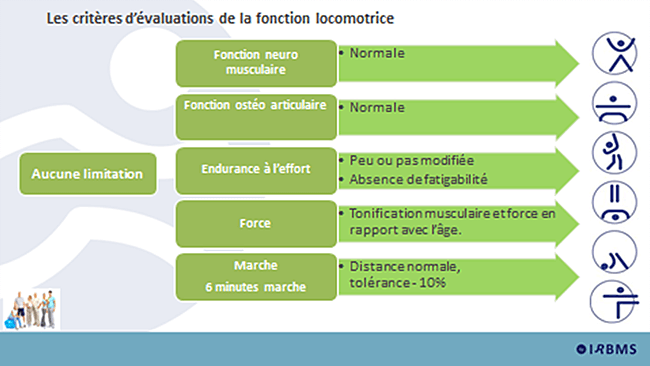 Les critères d'évaluations de la fonction locomotrice
Aucune limitation
Fonction neuro
musculaire
• Normale
Fonction ostéo articulaire
• Normale
Endurance à l'effort
• Peu ou pas modifiée
• Absence de fatigabilité
Force
• Tonification musculaire et force en
rapport avec l'âge.
Marche
6 minutes marche
• Distance normale,
tolérance - 10%
IRBMS